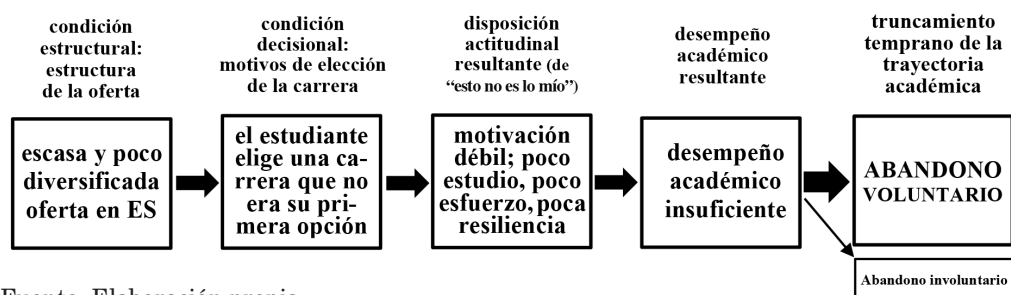 condición
estructural:
estructura
de la oferta
condición
decisional:
motivos de elección
de la carrera
disposición
actitudinal
resultante (de
“esto no es lo mío”)
desempeño
académico
resultante
truncamiento
temprano de la
trayectoria
académica
escasa y poco
diversificada
oferta en ES
el estudiante
elige una ca-
rrera que no
era su pri-
mera opción
motivación
débil; poco
estudio, poco
esfuerzo, poca
resiliencia
desempeño
académico
insuficiente
ABANDONO
VOLUNTARIO
Abandono involuntario
Fuente. Elaboración propia